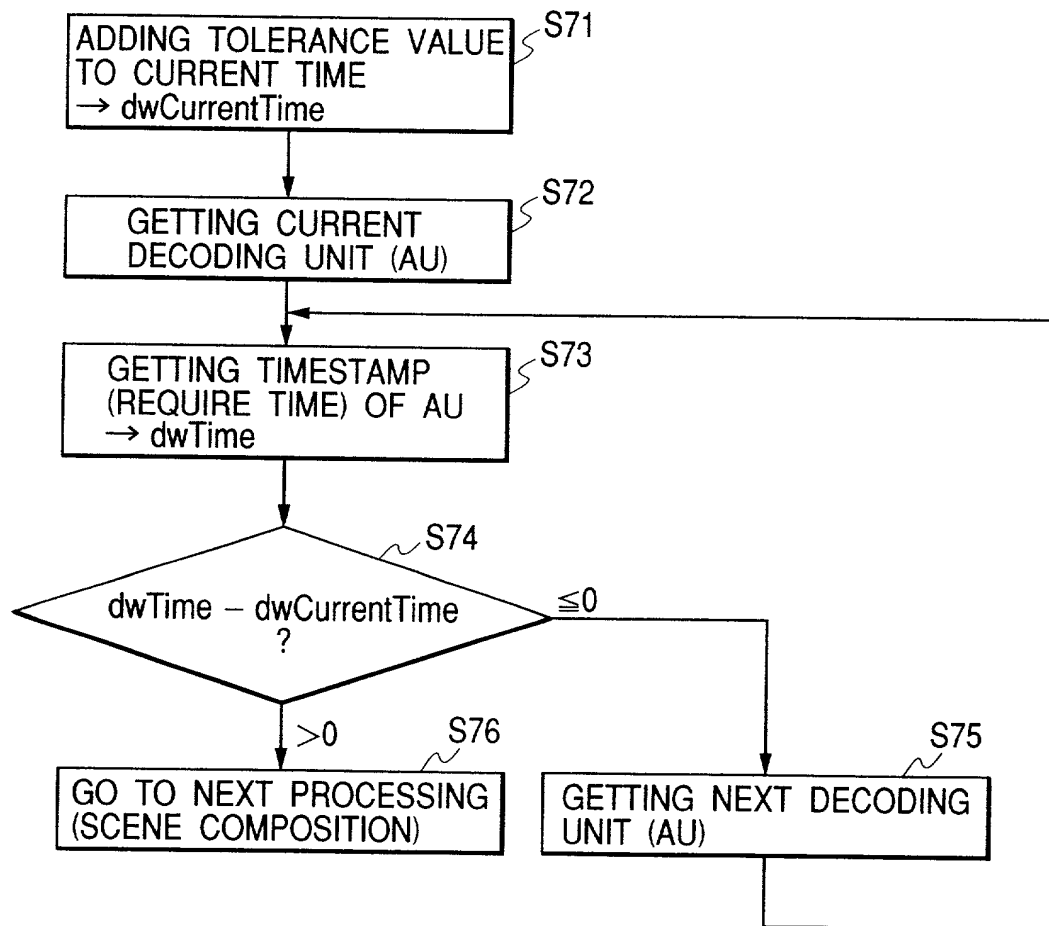 S71
ADDING TOLERANCE VALUE
TO CURRENT TIME
→ dwCurrentTime
S72
GETTING CURRENT
DECODING UNIT (AU)
S73
GETTING TIMESTAMP
(REQUIRE TIME) OF AU
→ dwTime
S74
dwTime – dwCurrentTime
?
≦0
>0
S76
GO TO NEXT PROCESSING
(SCENE COMPOSITION)
S75
GETTING NEXT DECODING
UNIT (AU)